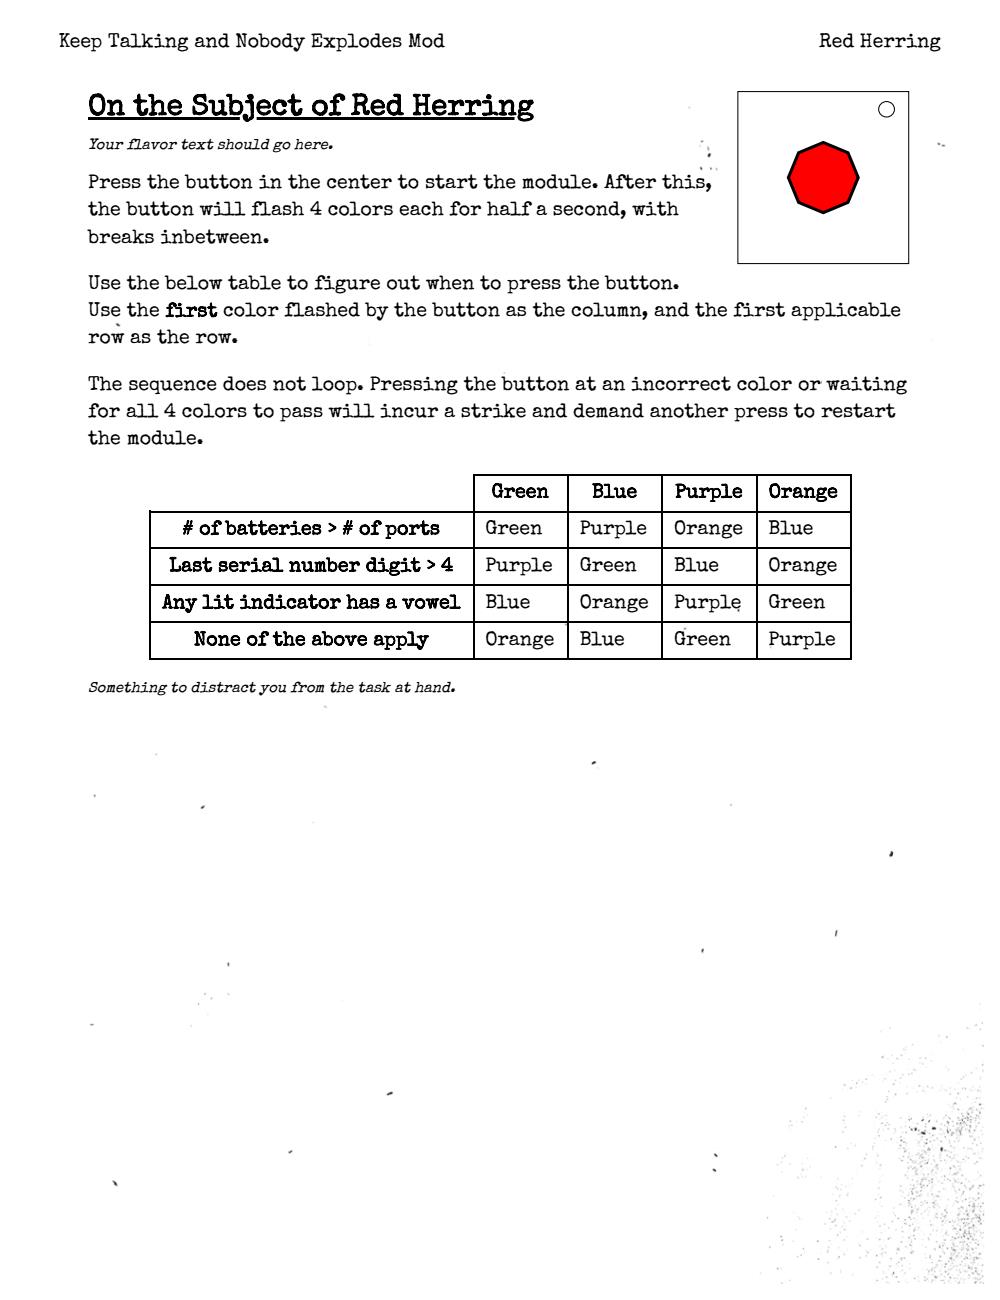 Keep Talking and Nobody Explodes Mod
Red Herring
On the Subject of Red Herring
Your flavor text should go here.
Press the button in the center to start the module. After this,
the button will flash 4 colors each for half a second, with
breaks inbetween.
Use the below table to figure out when to press the button.
Use the first color flashed by the button as the column, and the first applicable
row as the row.
The sequence does not loop. Pressing the button at an incorrect color or waiting
for all 4 colors to pass will incur a strike and demand another press to restart
the module.
Green Blue Purple Orange
# of batteries > # of ports Green Purple Orange Blue
Last serial number digit > 4 Purple Green Blue Orange
Any lit indicator has a vowel Blue Orange Purple Green
None of the above apply Orange Blue Green Purple
Something to distract you from the task at hand.